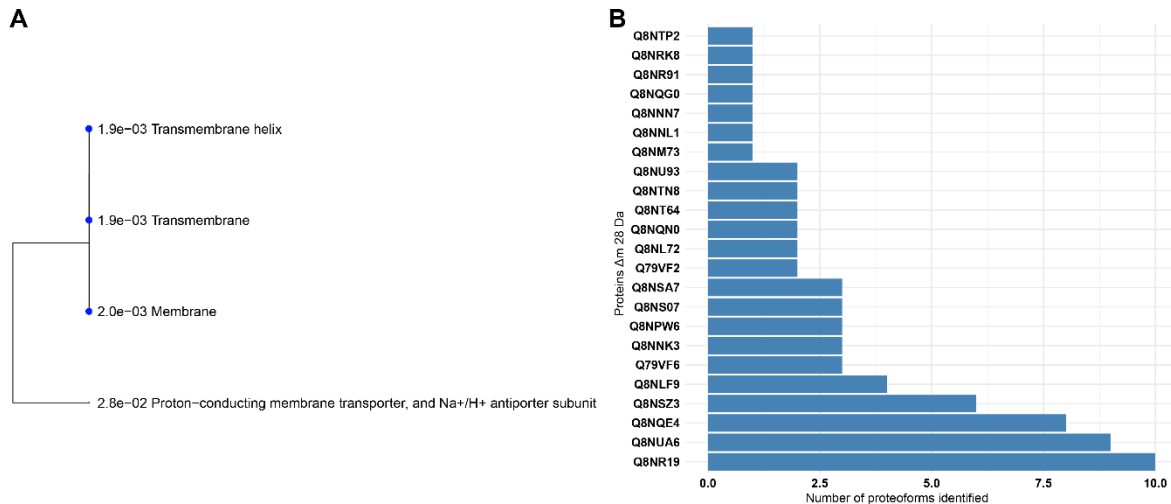 A
1.9e−03 Transmembrane helix
1.9e−03 Transmembrane
2.0e−03 Membrane
2.8e−02 Proton−conducting membrane transporter, and Na+/H+ antiporter subunit
B
Proteins Δm 28 Da
Q8NTP2
Q8NRK8
Q8NR91
Q8NQG0
Q8NNN7
Q8NNL1
Q8NM73
Q8NU93
Q8NTN8
Q8NT64
Q8NQN0
Q8NL72
Q79VF2
Q8NSA7
Q8NS07
Q8NPW6
Q8NNK3
Q79VF6
Q8NLF9
Q8NSZ3
Q8NQE4
Q8NUA6
Q8NR19
0.0 2.5 5.0 7.5 10.0
Number of proteoforms identified